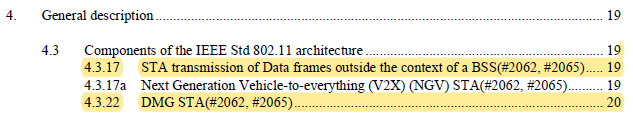 4. General description ........ 19
4.3 Components of the IEEE Std 802.11 architecture ........ 19
4.3.17 STA transmission of Data frames outside the context of a BSS(#2062, #2065)..... 19
4.3.17a Next Generation Vehicle-to-everything (V2X) (NGV) STA(#2062, #2065)........... 19
4.3.22 DMG STA(#2062, #2065)........ 20